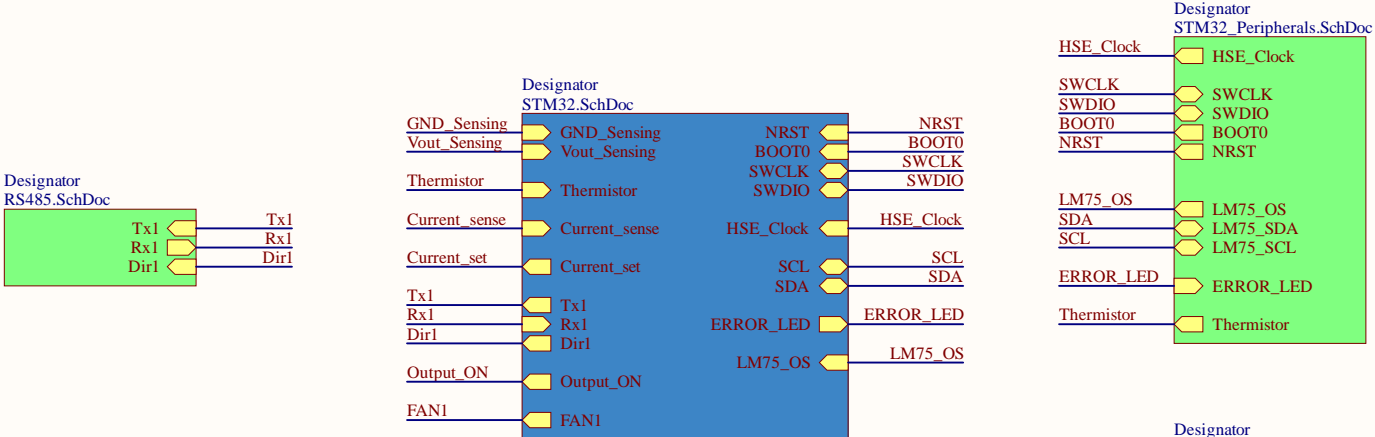 Designator
RS485.SchDoc
Tx1
Rx1
Dir1
Tx1
Rx1
Dir1
Designator
STM32.SchDoc
GND_Sensing
Vout_Sensing
Thermistor
Current_sense
Current_set
Tx1
Rx1
Dir1
Output_ON
FAN1
GND_Sensing
Vout_Sensing
Thermistor
Current_sense
Current_set
Tx1
Rx1
Dir1
Output_ON
FAN1
NRST
BOOT0
SWCLK
SWDIO
HSE_Clock
SCL
SDA
ERROR_LED
LM75_OS
NRST
BOOT0
SWCLK
SWDIO
HSE_Clock
SCL
SDA
ERROR_LED
LM75_OS
Designator
STM32_Peripherals.SchDoc
HSE_Clock
SWCLK
SWDIO
BOOT0
NRST
LM75_OS
SDA
SCL
ERROR_LED
Thermistor
HSE_Clock
SWCLK
SWDIO
BOOT0
NRST
LM75_OS
LM75_SDA
LM75_SCL
ERROR_LED
Thermistor
Designator